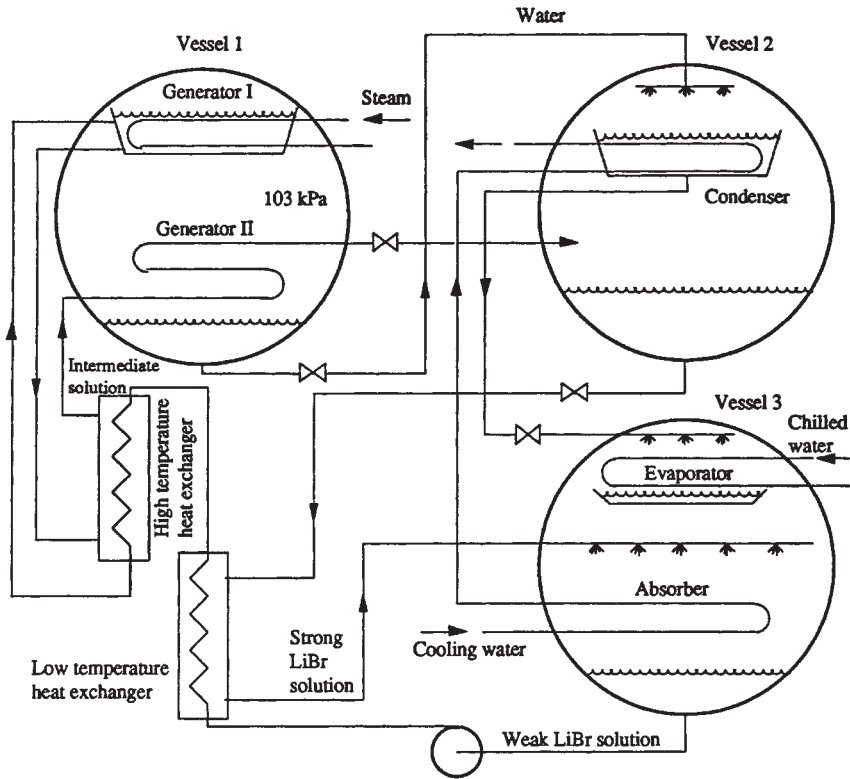 Water
Vessel 1
Vessel 2
Generator I
Steam
103 kPa
Condenser
Generator II
Intermediate
solution
High temperature
heat exchanger
Vessel 3
Chilled
water
Evaporator
Absorber
Strong
LiBr
solution
Cooling water
Low temperature
heat exchanger
Weak LiBr solution